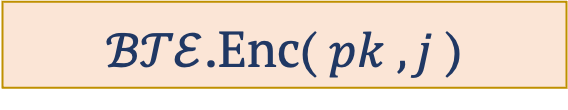 ℬ𝒯ℰ.Enc( 𝑝𝑘 , 𝑗 )